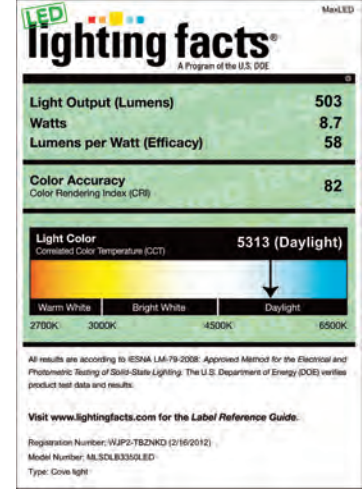 MaxLED
LED
lighting facts®
A Program of the U.S. DOE
Light Output (Lumens) 503
Watts 8.7
Lumens per Watt (Efficacy) 58
Color Accuracy 82
Color Rendering Index (CRI)
Light Color 5313 (Daylight)
Correlated Color Temperature (CCT)
Warm White Bright White Daylight
2700K 3000K 4500K 6500K
All results are according to IESNA LM-79-2008: Approved Method for the Electrical and
Photometric Testing of Solid-State Lighting. The U.S. Department of Energy (DOE) verifies
product test data and results.
Visit www.lightingfacts.com for the Label Reference Guide.
Registration Number: WJP2-TBZNKD (2/16/2012)
Model Number: MLSDLB3350LED
Type: Cove light